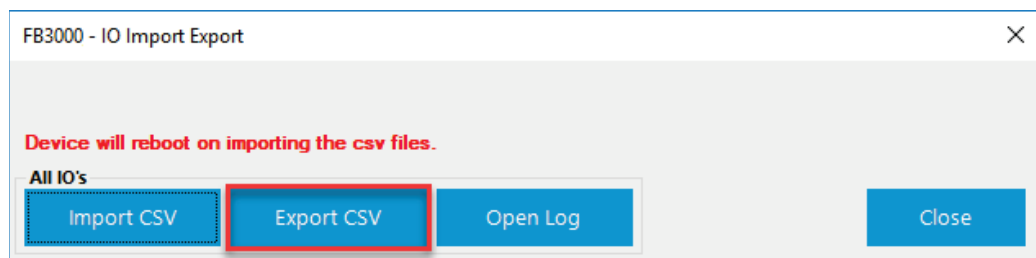 FB3000 - IO Import Export
Device will reboot on importing the csv files.
All IO's
Import CSV Export CSV Open Log Close